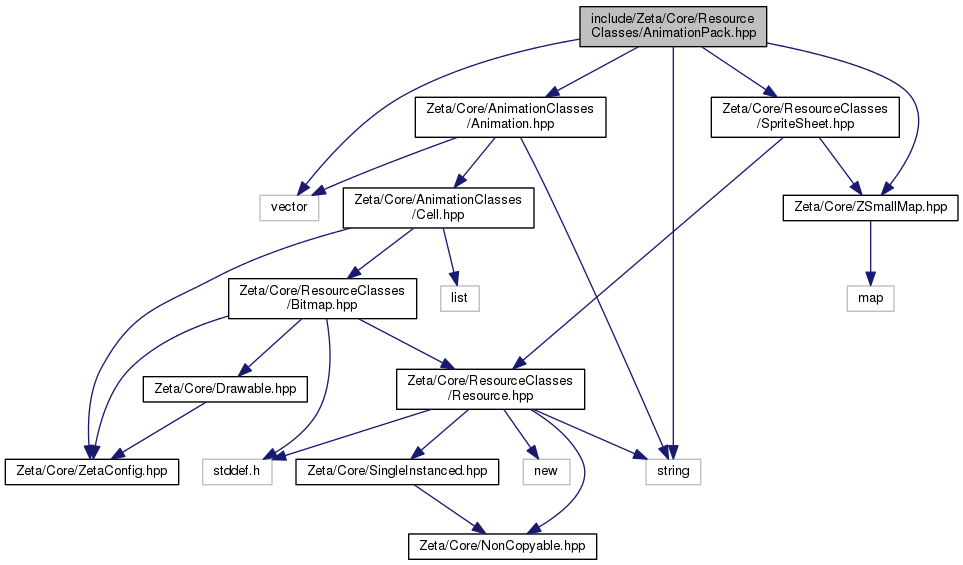 include/Zeta/Core/Resource
Classes/AnimationPack.hpp
Zeta/Core/AnimationClasses
/Animation.hpp
Zeta/Core/ResourceClasses
/SpriteSheet.hpp
vector
Zeta/Core/AnimationClasses
/Cell.hpp
Zeta/Core/ZSmallMap.hpp
Zeta/Core/ResourceClasses
/Bitmap.hpp
list
map
Zeta/Core/Drawable.hpp
Zeta/Core/ResourceClasses
/Resource.hpp
Zeta/Core/ZetaConfig.hpp
stddef.h
Zeta/Core/SingleInstanced.hpp
new
string
Zeta/Core/NonCopyable.hpp